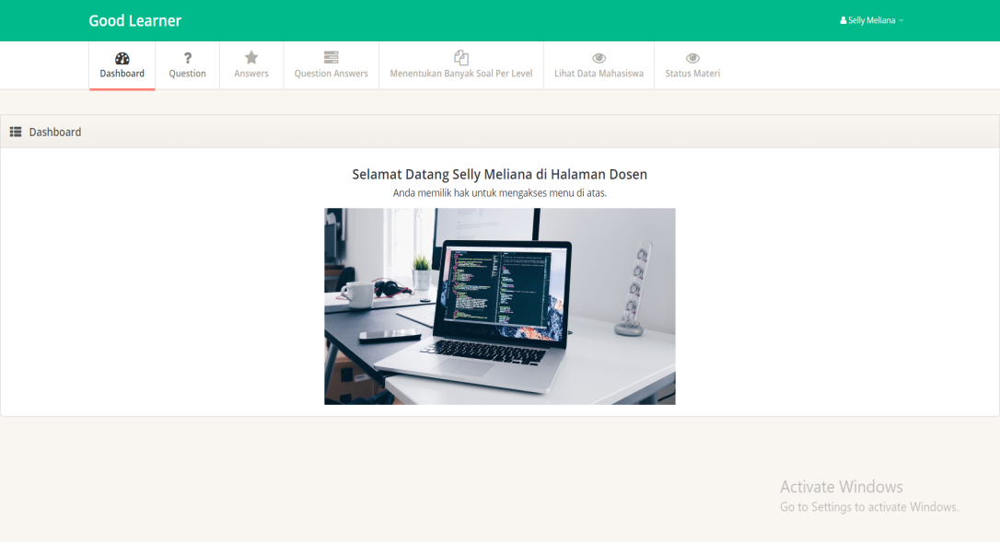 Good Learner
Selly Meliana
Dashboard
Question
Answers
Question Answers
Menentukan Banyak Soal Per Level
Lihat Data Mahasiswa
Status Materi
Dashboard
Selamat Datang Selly Meliana di Halaman Dosen
Anda memilik hak untuk mengakses menu di atas.
Activate Windows
Go to Settings to activate Windows.